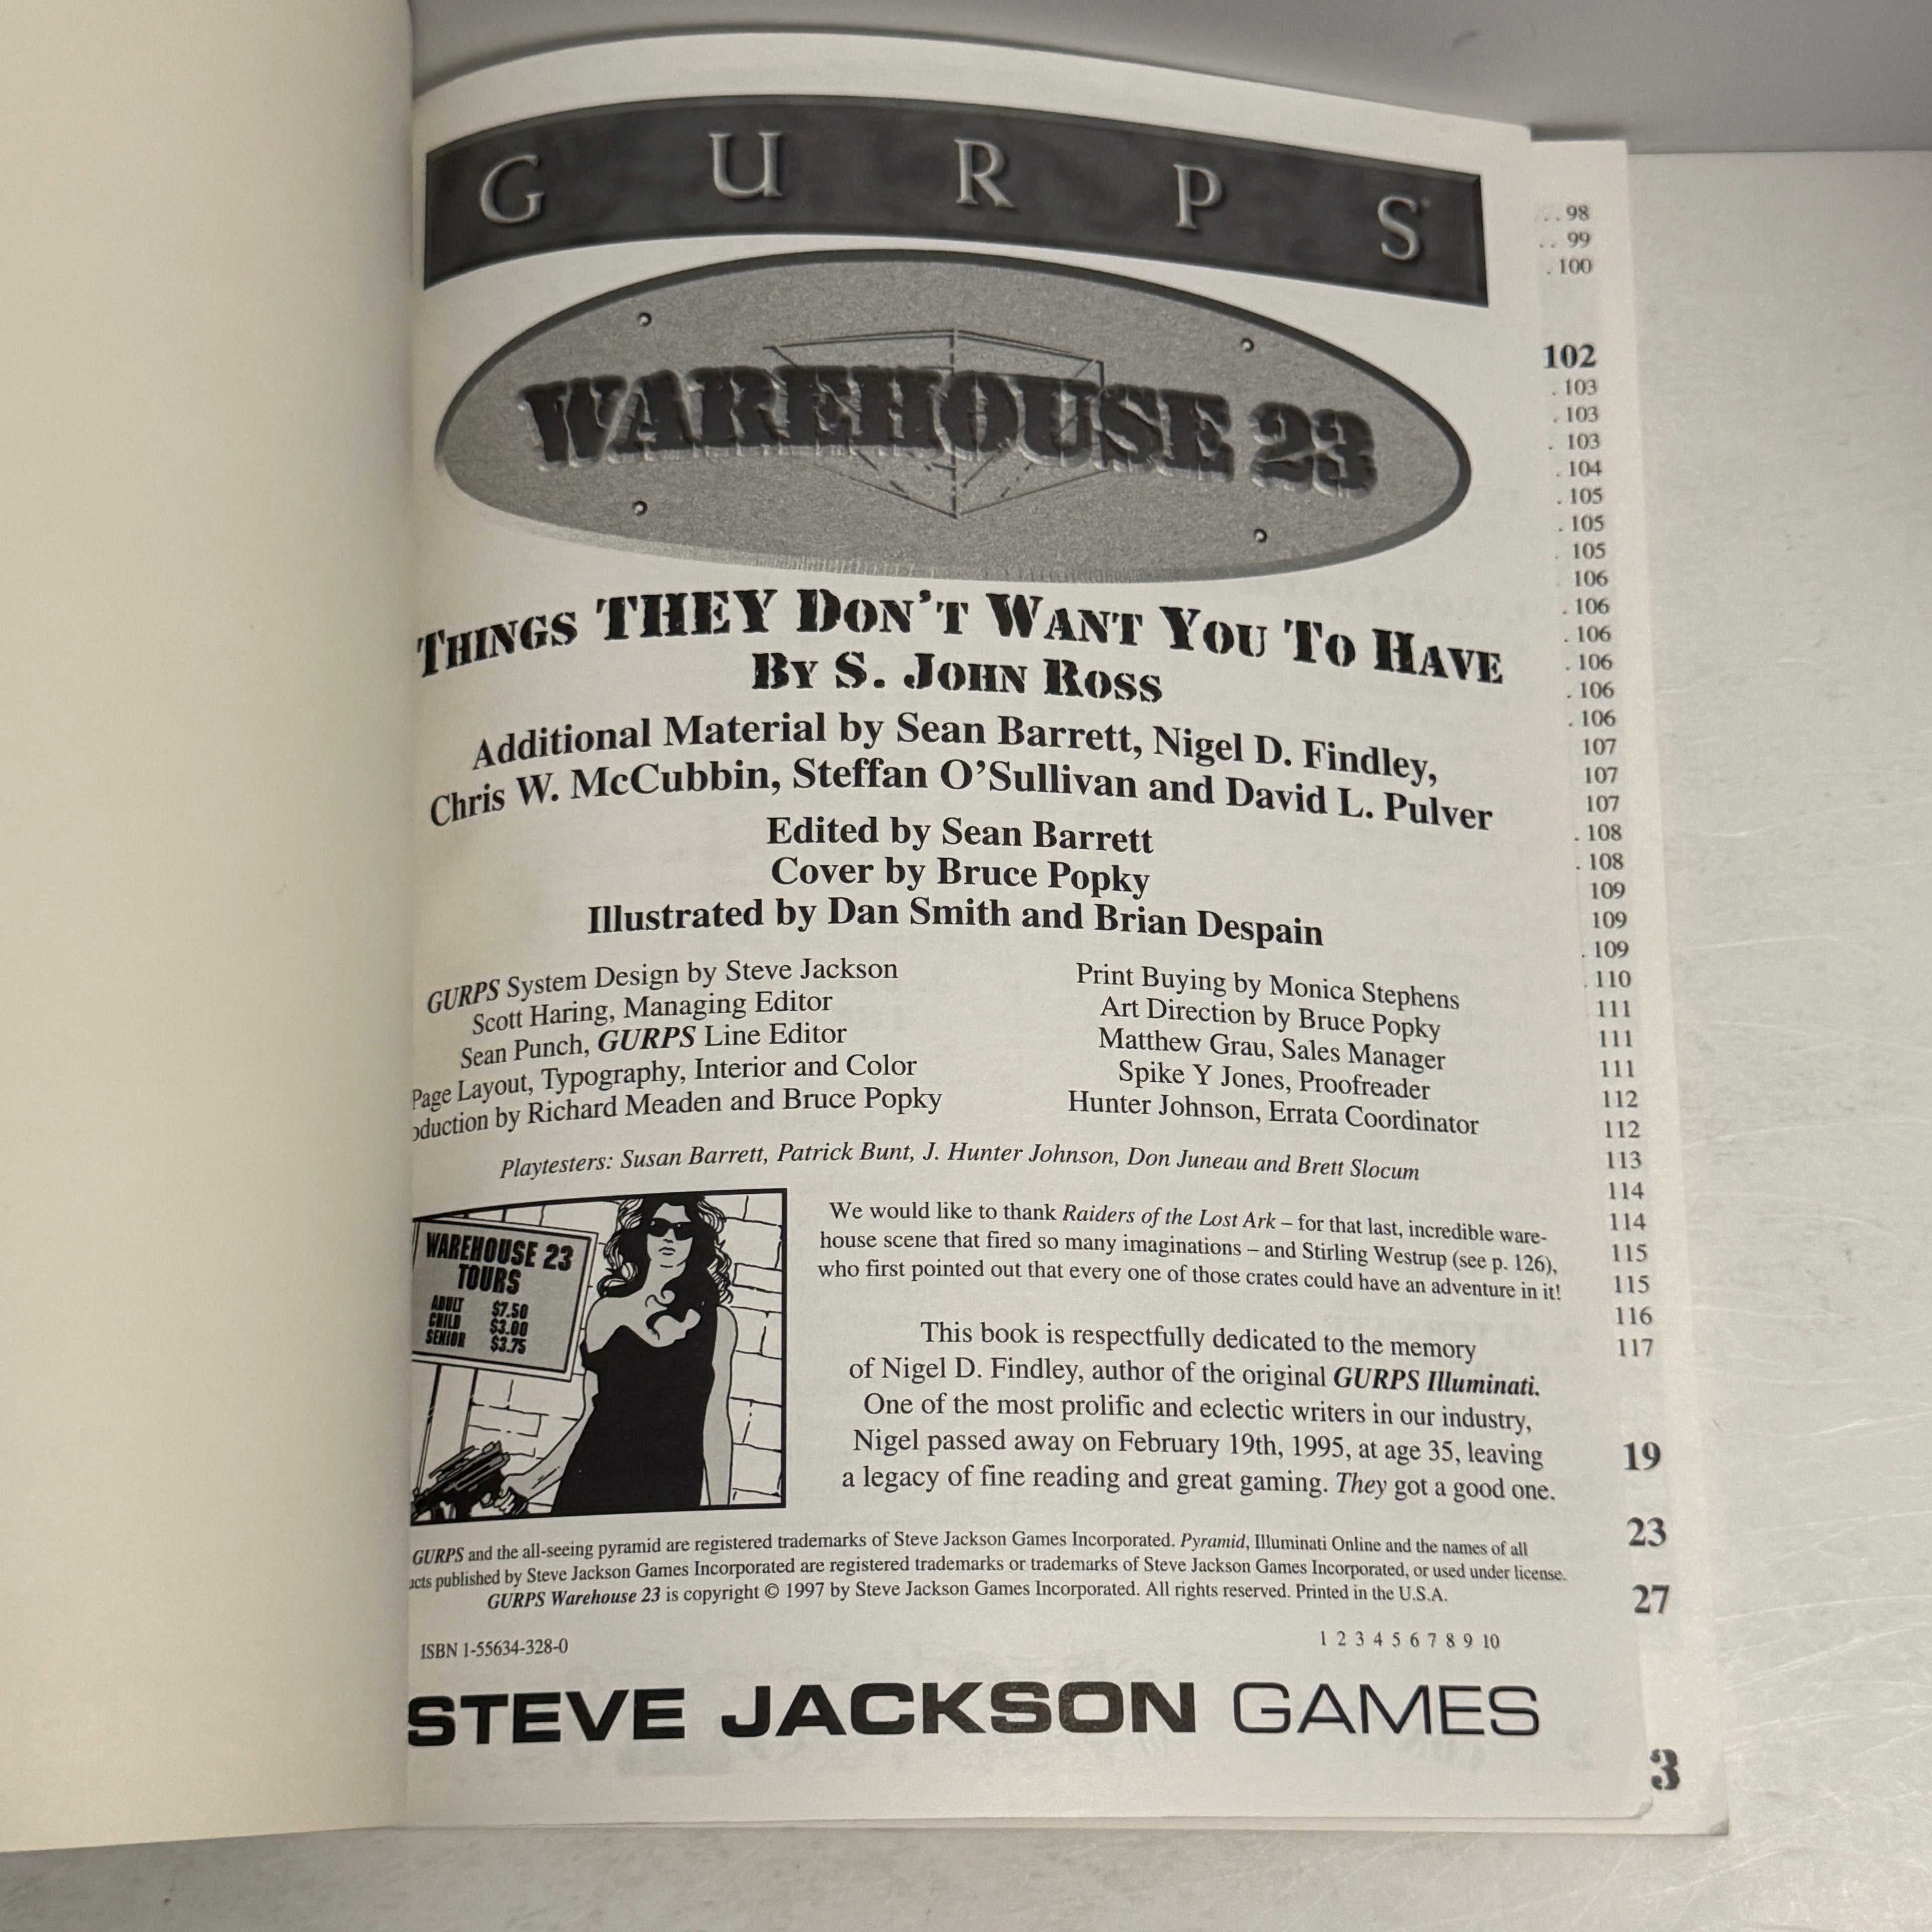 GURPS
WAREHOUSE 23
THINGS THEY DON'T WANT YOU TO HAVE
BY S. JOHN ROSS
Additional Material by Sean Barrett, Nigel D. Findley,
Chris W. McCubbin, Steffan O'Sullivan and David L. Pulver
Edited by Sean Barrett
Cover by Bruce Popky
Illustrated by Dan Smith and Brian Despain
GURPS System Design by Steve Jackson
Scott Haring, Managing Editor
Sean Punch, GURPS Line Editor
Page Layout, Typography, Interior and Color
oduction by Richard Meaden and Bruce Popky
Print Buying by Monica Stephens
Art Direction by Bruce Popky
Matthew Grau, Sales Manager
Spike Y Jones, Proofreader
Hunter Johnson, Errata Coordinator
Playtesters: Susan Barrett, Patrick Bunt, J. Hunter Johnson, Don Juneau and Brett Slocum
WAREHOUSE 23
TOURS
ADULT $7.50
CHILD $3.00
SENIOR $3.75
We would like to thank Raiders of the Lost Ark – for that last, incredible ware-
house scene that fired so many imaginations – and Stirling Westrup (see p. 126),
who first pointed out that every one of those crates could have an adventure in it!
This book is respectfully dedicated to the memory
of Nigel D. Findley, author of the original GURPS Illuminati.
One of the most prolific and eclectic writers in our industry,
Nigel passed away on February 19th, 1995, at age 35, leaving
a legacy of fine reading and great gaming. They got a good one.
GURPS and the all-seeing pyramid are registered trademarks of Steve Jackson Games Incorporated. Pyramid, Illuminati Online and the names of all
ucts published by Steve Jackson Games Incorporated are registered trademarks or trademarks of Steve Jackson Games Incorporated, or used under license.
GURPS Warehouse 23 is copyright © 1997 by Steve Jackson Games Incorporated. All rights reserved. Printed in the U.S.A.
ISBN 1-55634-328-0
1 2 3 4 5 6 7 8 9 10
STEVE JACKSON GAMES
. . 98
. . 99
. 100
102
. 103
. 103
. 103
. 104
. 105
. 105
. 105
106
. 106
. 106
. 106
. 106
. 106
107
107
107
. 108
. 108
109
109
. 109
. 110
111
111
111
112
112
113
114
114
115
115
116
117
19
23
27
3